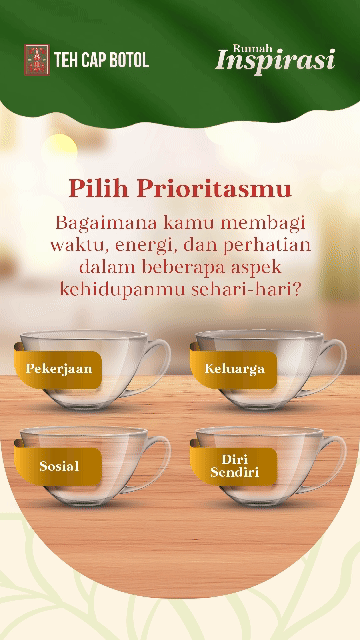 TEH CAP BOTOL
Rumah
Inspirasi
Pilih Prioritasmu
Bagaimana kamu membagi
waktu, energi, dan perhatian
dalam beberapa aspek
kehidupanmu sehari-hari?
Pekerjaan
Keluarga
Sosial
Diri
Sendiri